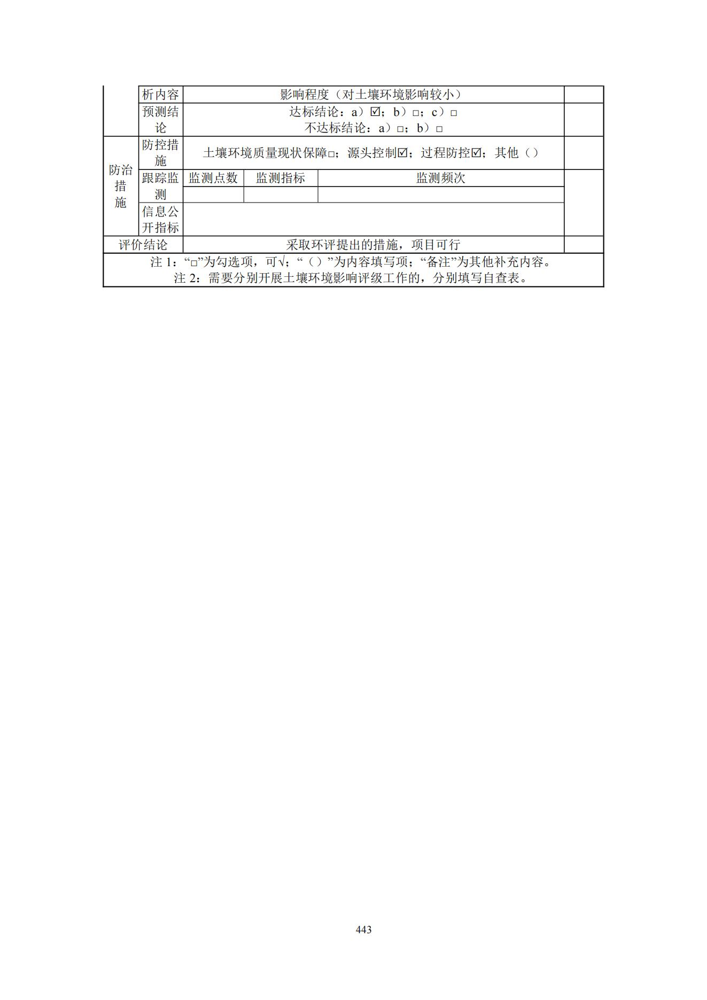 析内容 影响程度（对土壤环境影响较小）
预测结 达标结论：a）☑；b）□；c）□
论 不达标结论：a）□；b）□
防治
措
施
防控措
施
土壤环境质量现状保障□；源头控制☑；过程防控☑；其他（）
跟踪监
测
监测点数 监测指标 监测频次
信息公
开指标
评价结论 采取环评提出的措施，项目可行
注 1：“□”为勾选项，可√；“（）”为内容填写项；“备注”为其他补充内容。
注 2：需要分别开展土壤环境影响评级工作的，分别填写自查表。
443